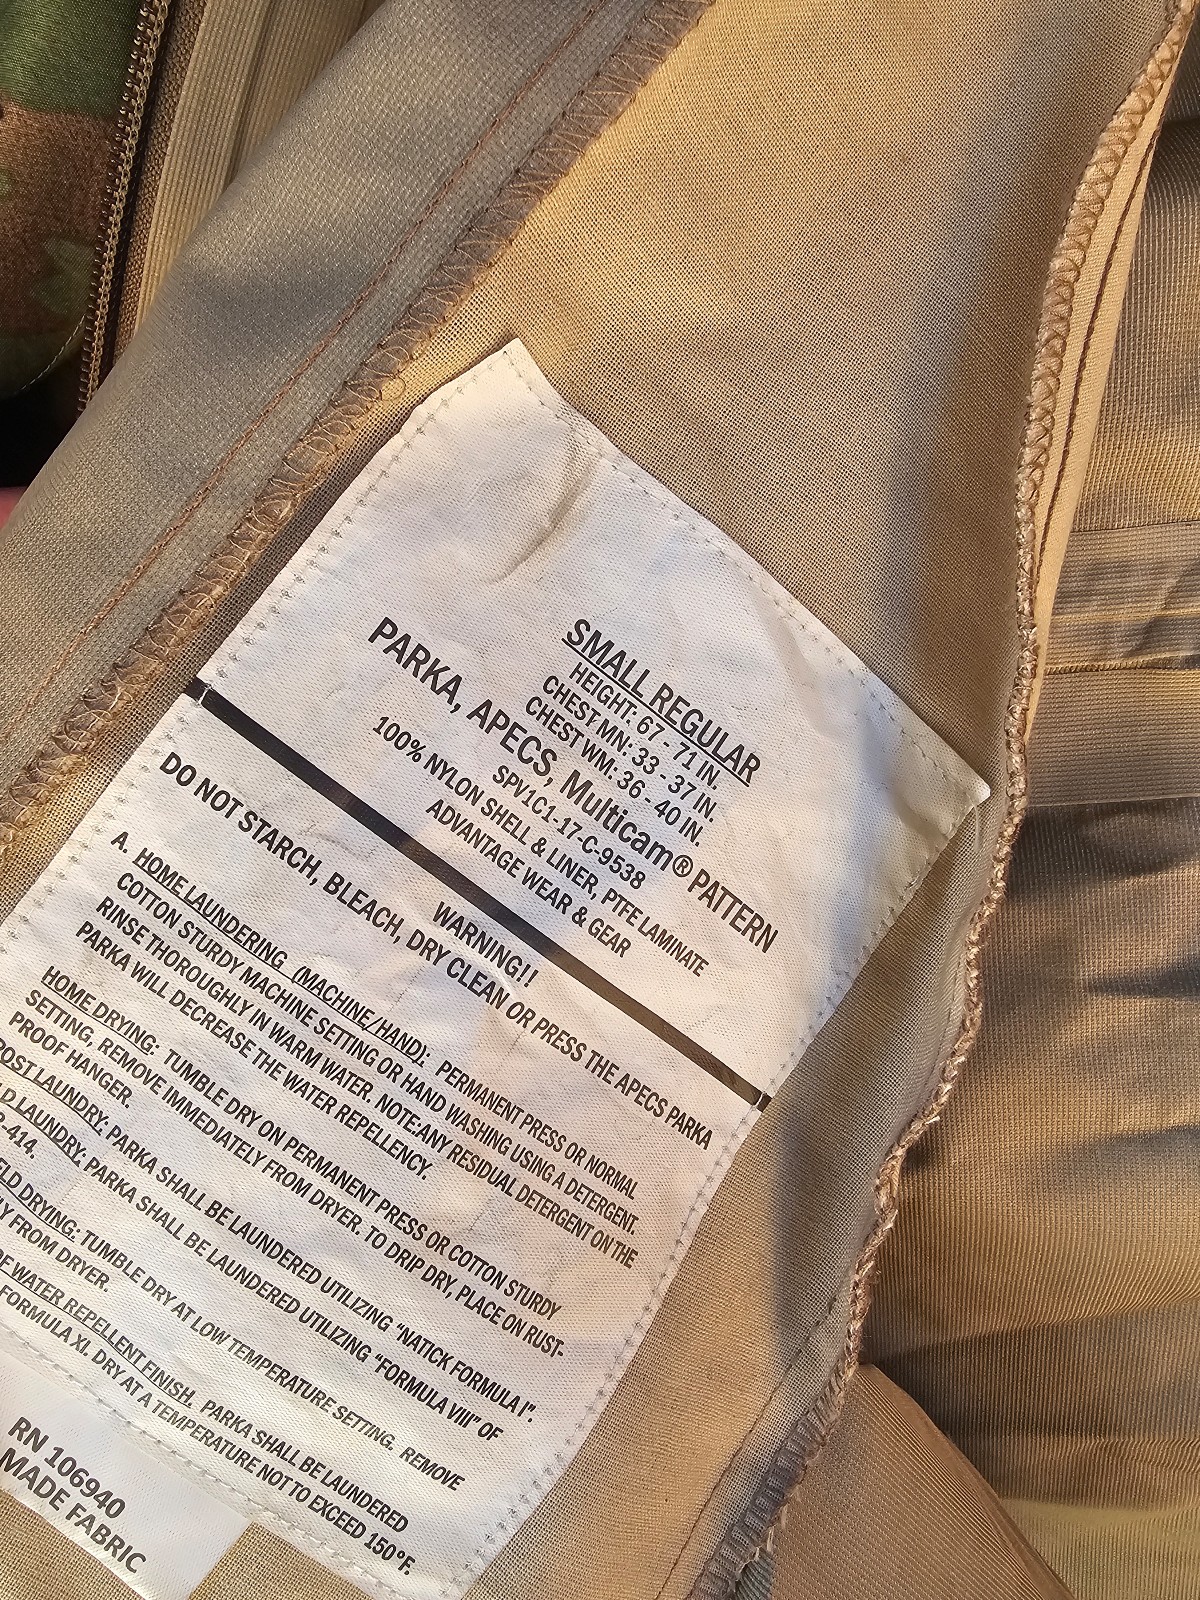 SMALL REGULAR
HEIGHT: 67 - 71 IN.
CHEST MN: 33 - 37 IN.
CHEST WM: 36 - 40 IN.
PARKA, APECS, Multicam® PATTERN
SPV1C1-17-C-9538
100% NYLON SHELL & LINER, PTFE LAMINATE
ADVANTAGE WEAR & GEAR
WARNING!!
DO NOT STARCH, BLEACH, DRY CLEAN OR PRESS THE APECS PARKA
A. HOME LAUNDERING (MACHINE/HAND): PERMANENT PRESS OR NORMAL
COTTON STURDY MACHINE SETTING OR HAND WASHING USING A DETERGENT.
RINSE THOROUGHLY IN WARM WATER. NOTE:ANY RESIDUAL DETERGENT ON THE
PARKA WILL DECREASE THE WATER REPELLENCY.
HOME DRYING: TUMBLE DRY ON PERMANENT PRESS OR COTTON STURDY
SETTING, REMOVE IMMEDIATELY FROM DRYER. TO DRIP DRY, PLACE ON RUST-
PROOF HANGER.
POST LAUNDRY: PARKA SHALL BE LAUNDERED UTILIZING "NATICK FORMULA I".
LAUNDRY: PARKA SHALL BE LAUNDERED UTILIZING "FORMULA VIII" OF
-414.
DRYING: TUMBLE DRY AT LOW TEMPERATURE SETTING. REMOVE
FROM DRYER.
WATER REPELLENT FINISH. PARKA SHALL BE LAUNDERED
FORMULA XI. DRY AT A TEMPERATURE NOT TO EXCEED 150°F.
RN 106940
MADE FABRIC